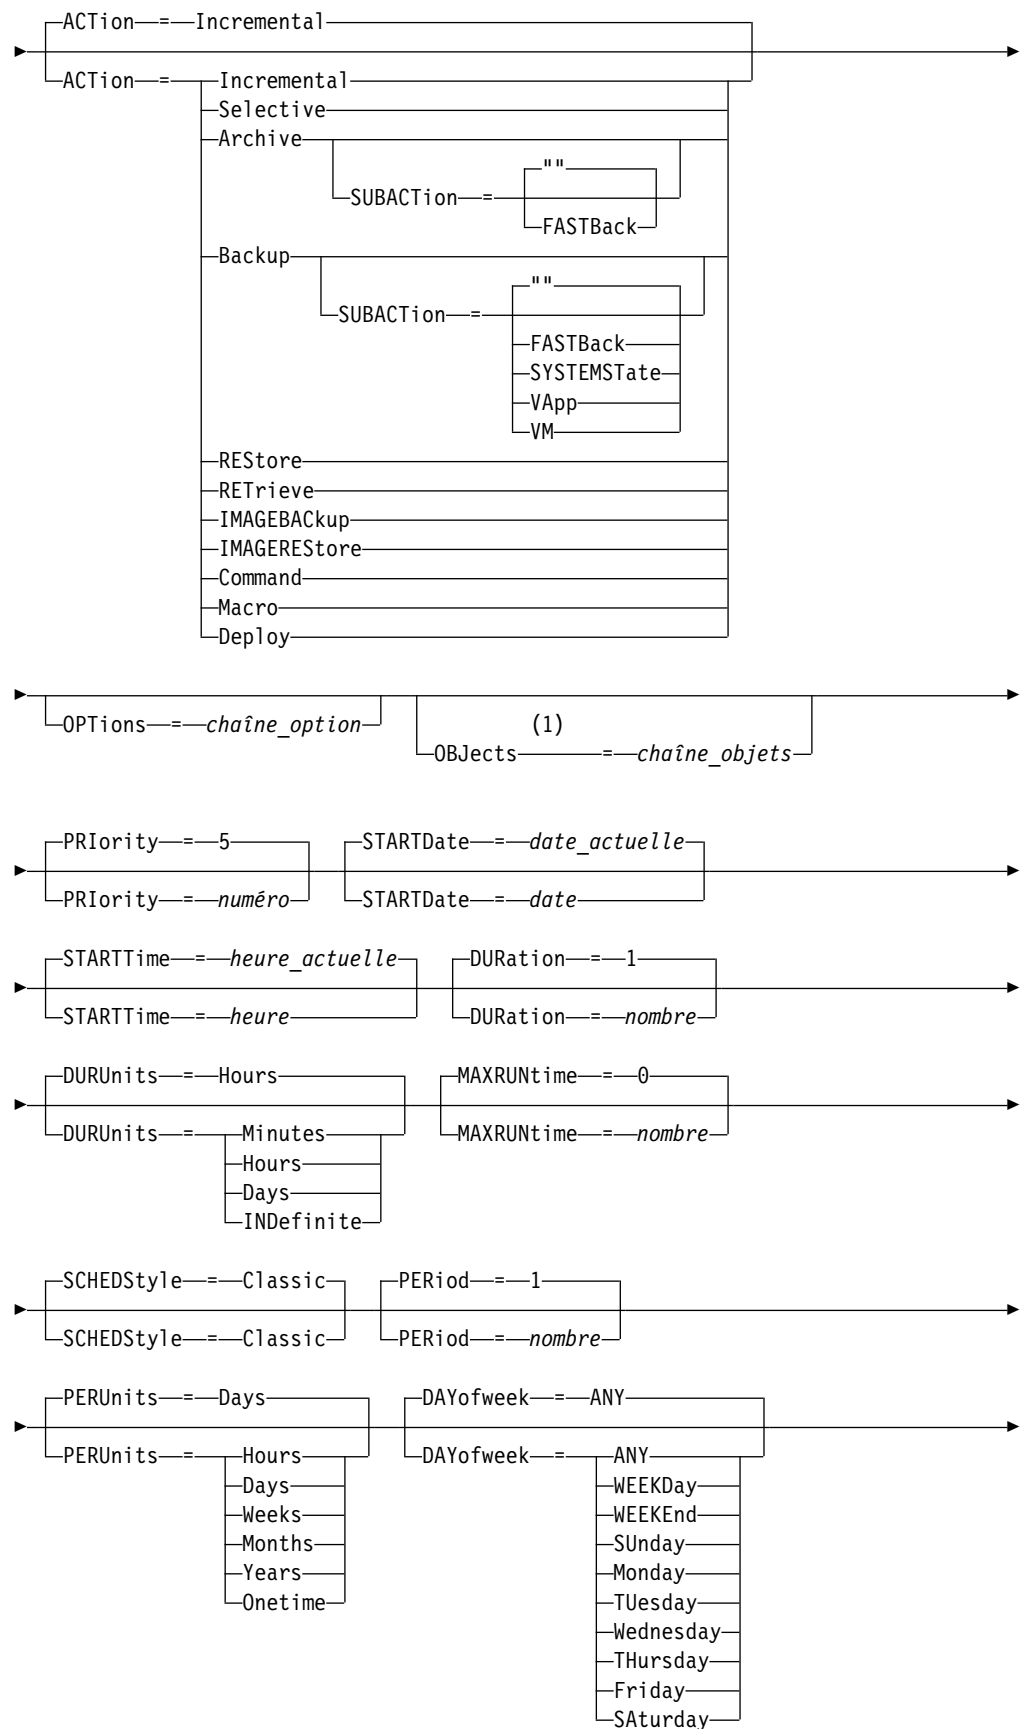 ACTion = Incremental
ACTion = Incremental
Selective
Archive
""
SUBACTion =
FASTBack
Backup
""
SUBACTion =
FASTBack
SYSTEMSTate
VApp
VM
REStore
RETrieve
IMAGEBACkup
IMAGEREStore
Command
Macro
Deploy
OPTions = chaîne_option
(1)
OBJects = chaîne_objets
PRIority = 5 STARTDate = date_actuelle
PRIority = numéro STARTDate = date
STARTTime = heure_actuelle DURation = 1
STARTTime = heure DURation = nombre
DURUnits = Hours MAXRUNtime = 0
DURUnits = Minutes MAXRUNtime = nombre
Hours
Days
INDefinite
SCHEDStyle = Classic PERiod = 1
SCHEDStyle = Classic PERiod = nombre
PERUnits = Days DAYofweek = ANY
PERUnits = Hours DAYofweek = ANY
Days WEEKDay
Weeks WEEKEnd
Months SUnday
Years Monday
Onetime TUesday
Wednesday
THursday
Friday
SAturday